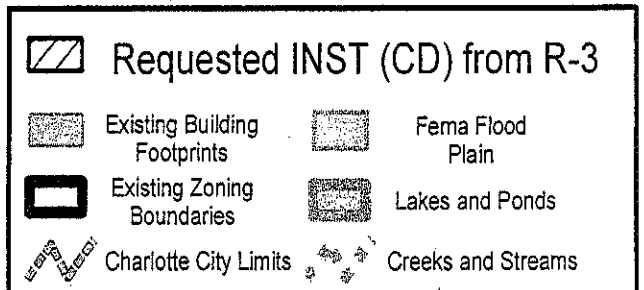 Requested INST (CD) from R-3
Existing Building
Footprints
Fema Flood
Plain
Existing Zoning
Boundaries
Lakes and Ponds
Charlotte City Limits
Creeks and Streams